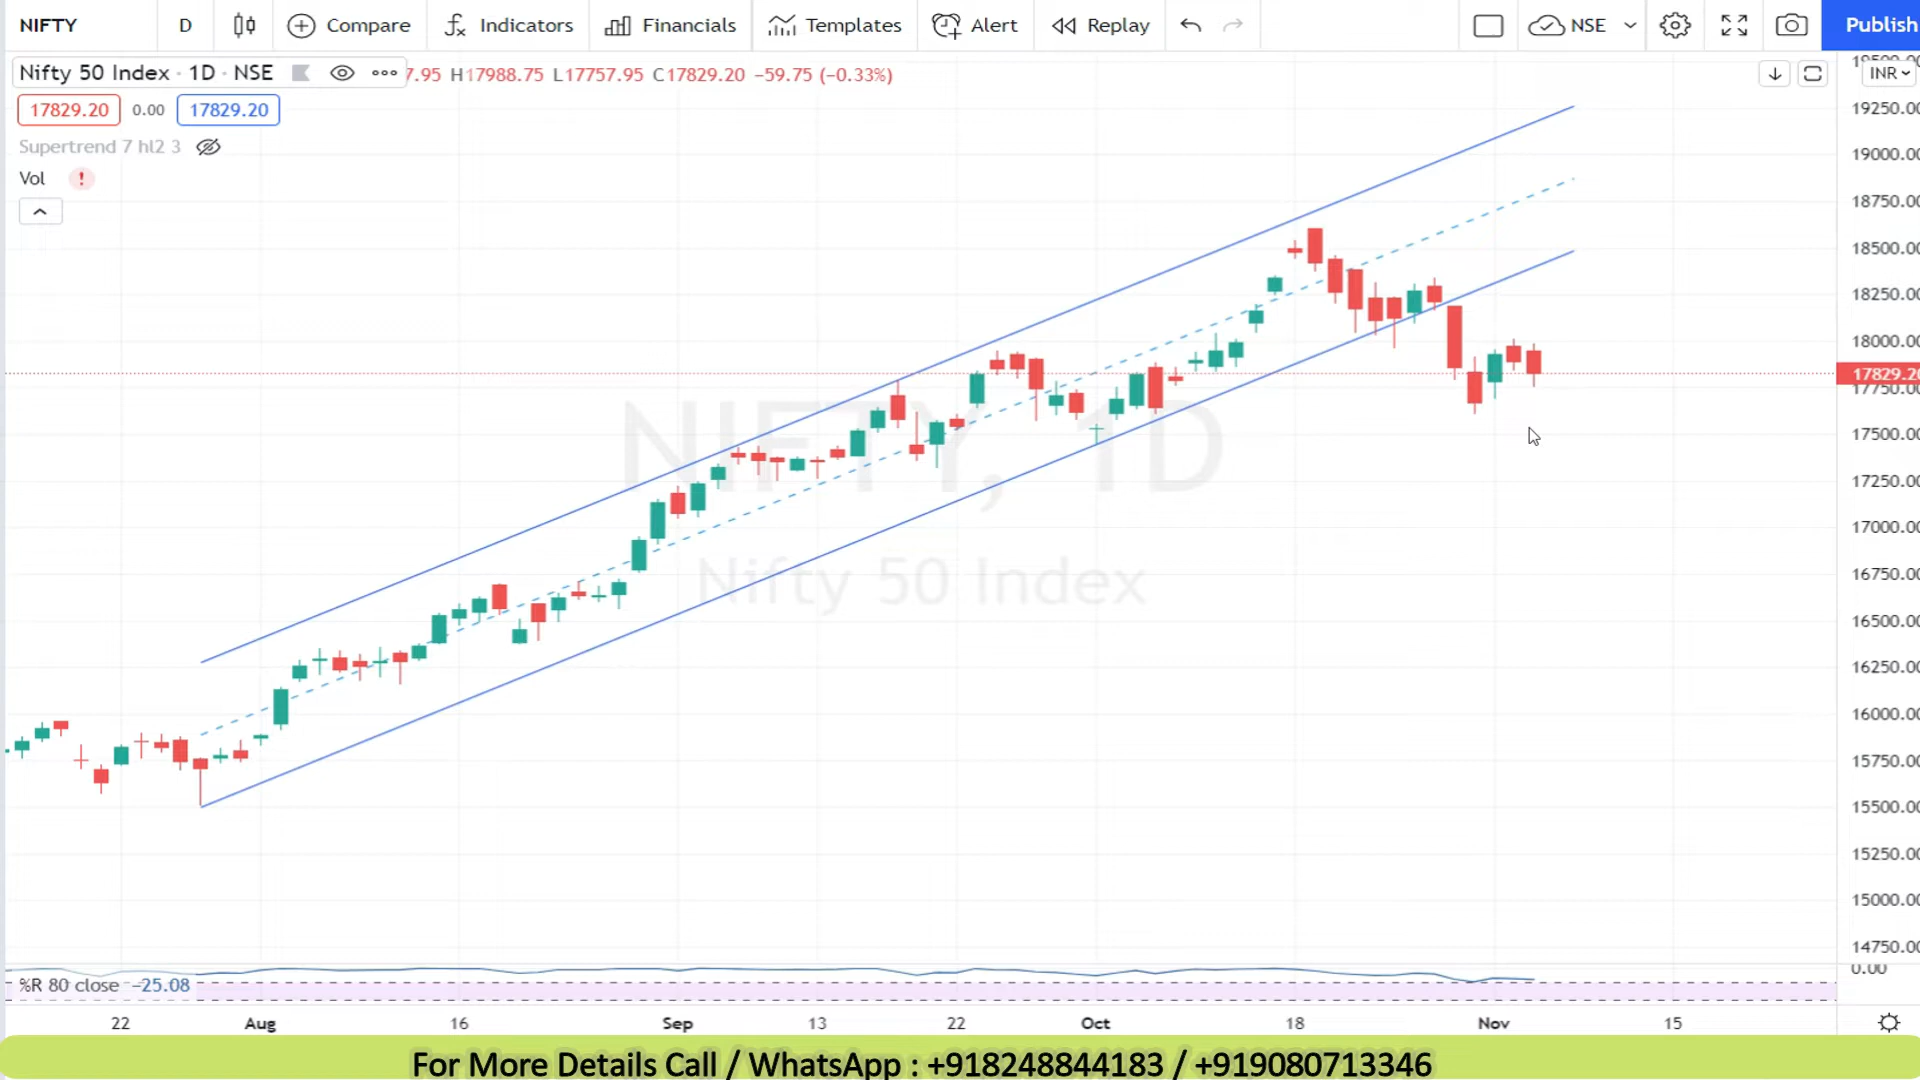 NIFTY D Compare Indicators Financials Templates Alert Replay NSE Publish
Nifty 50 Index · 1D · NSE 7.95 H17988.75 L17757.95 C17829.20 −59.75 (−0.33%)
INR
17829.20 0.00 17829.20
Supertrend 7 hl2 3
Vol !
19250.00
19000.00
18750.00
18500.00
18250.00
18000.00
17829.20
17750.00
17500.00
17250.00
17000.00
16750.00
16500.00
16250.00
16000.00
15750.00
15500.00
15250.00
15000.00
14750.00
NIFTY, 1D
Nifty 50 Index
0.00
%R 80 close −25.08
22 Aug 16 Sep 13 22 Oct 18 Nov 15
For More Details Call / WhatsApp : +918248844183 / +919080713346